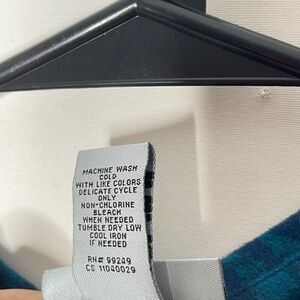 MACHINE WASH
COLD
WITH LIKE COLORS
DELICATE CYCLE
ONLY
NON-CHLORINE
BLEACH
WHEN NEEDED
TUMBLE DRY LOW
COOL IRON
IF NEEDED
RN# 99249
CS 11040029